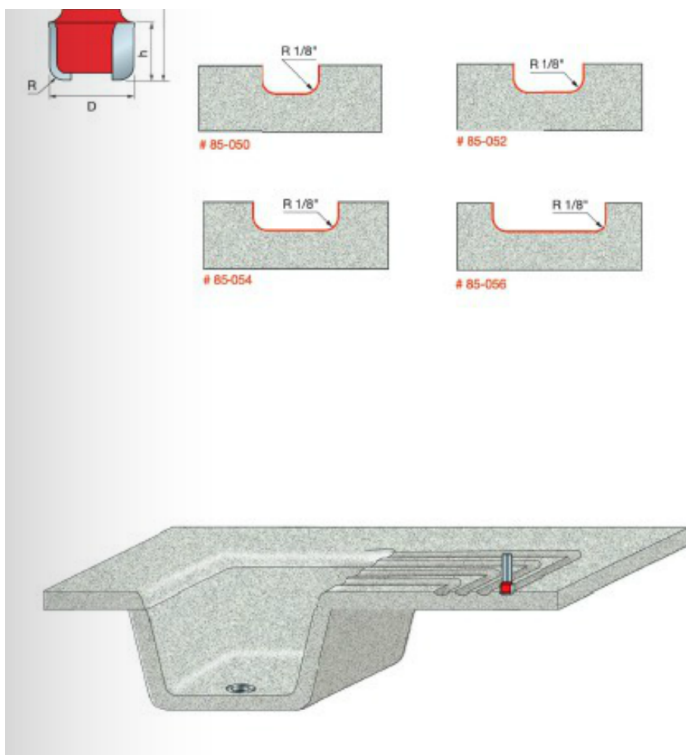 h
R
D
R 1/8"
# 85-050
R 1/8"
# 85-052
R 1/8"
# 85-054
R 1/8"
# 85-056